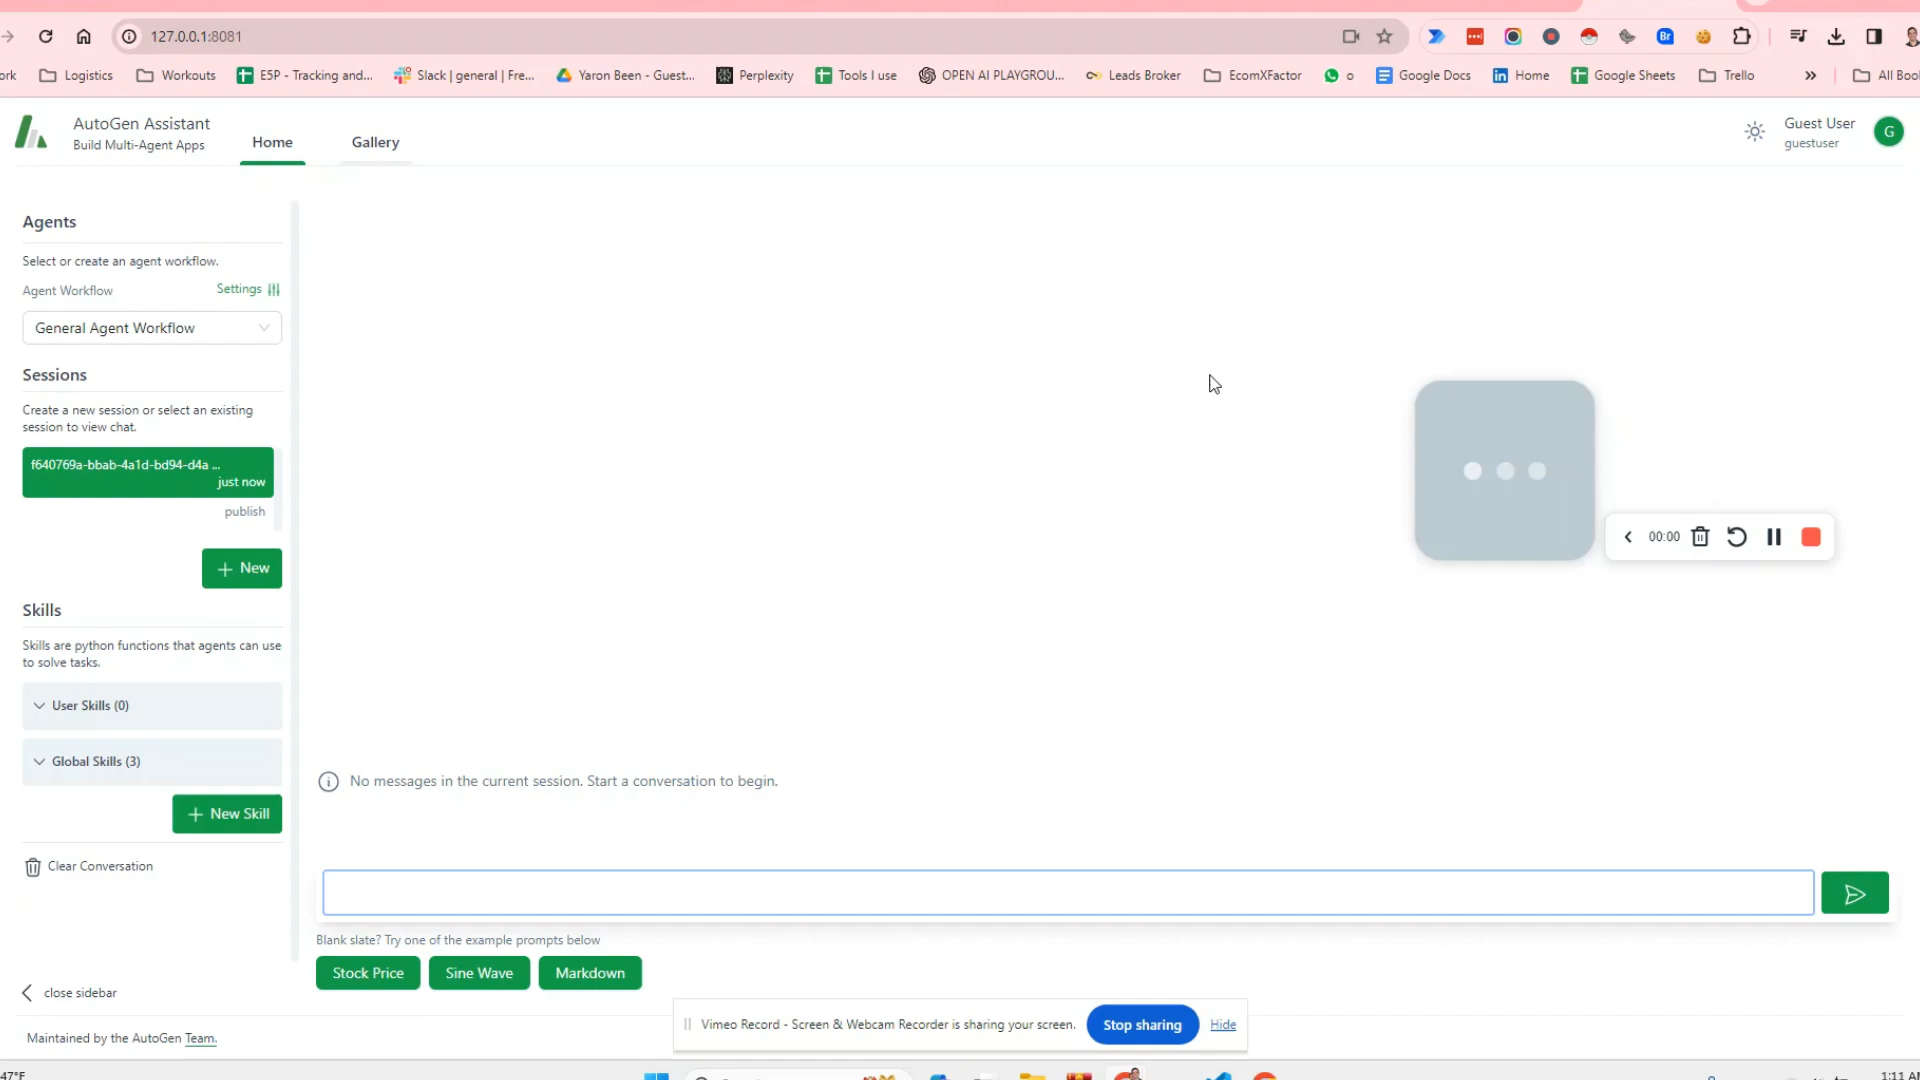 127.0.0.1:8081
ork
Logistics
Workouts
E5P - Tracking and...
Slack | general | Fre...
Yaron Been - Guest...
Perplexity
Tools I use
OPEN AI PLAYGROU...
Leads Broker
EcomXFactor
o
Google Docs
Home
Google Sheets
Trello
All Boo
AutoGen Assistant
Build Multi-Agent Apps
Home
Gallery
Guest User
guestuser
G
Agents
Select or create an agent workflow.
Agent Workflow
Settings
General Agent Workflow
Sessions
Create a new session or select an existing
session to view chat.
f640769a-bbab-4a1d-bd94-d4a ...
just now
publish
New
Skills
Skills are python functions that agents can use
to solve tasks.
User Skills (0)
Global Skills (3)
New Skill
Clear Conversation
00:00
No messages in the current session. Start a conversation to begin.
Blank slate? Try one of the example prompts below
Stock Price
Sine Wave
Markdown
close sidebar
Maintained by the AutoGen Team.
Vimeo Record - Screen & Webcam Recorder is sharing your screen.
Stop sharing
Hide
47°F
1:11 AM